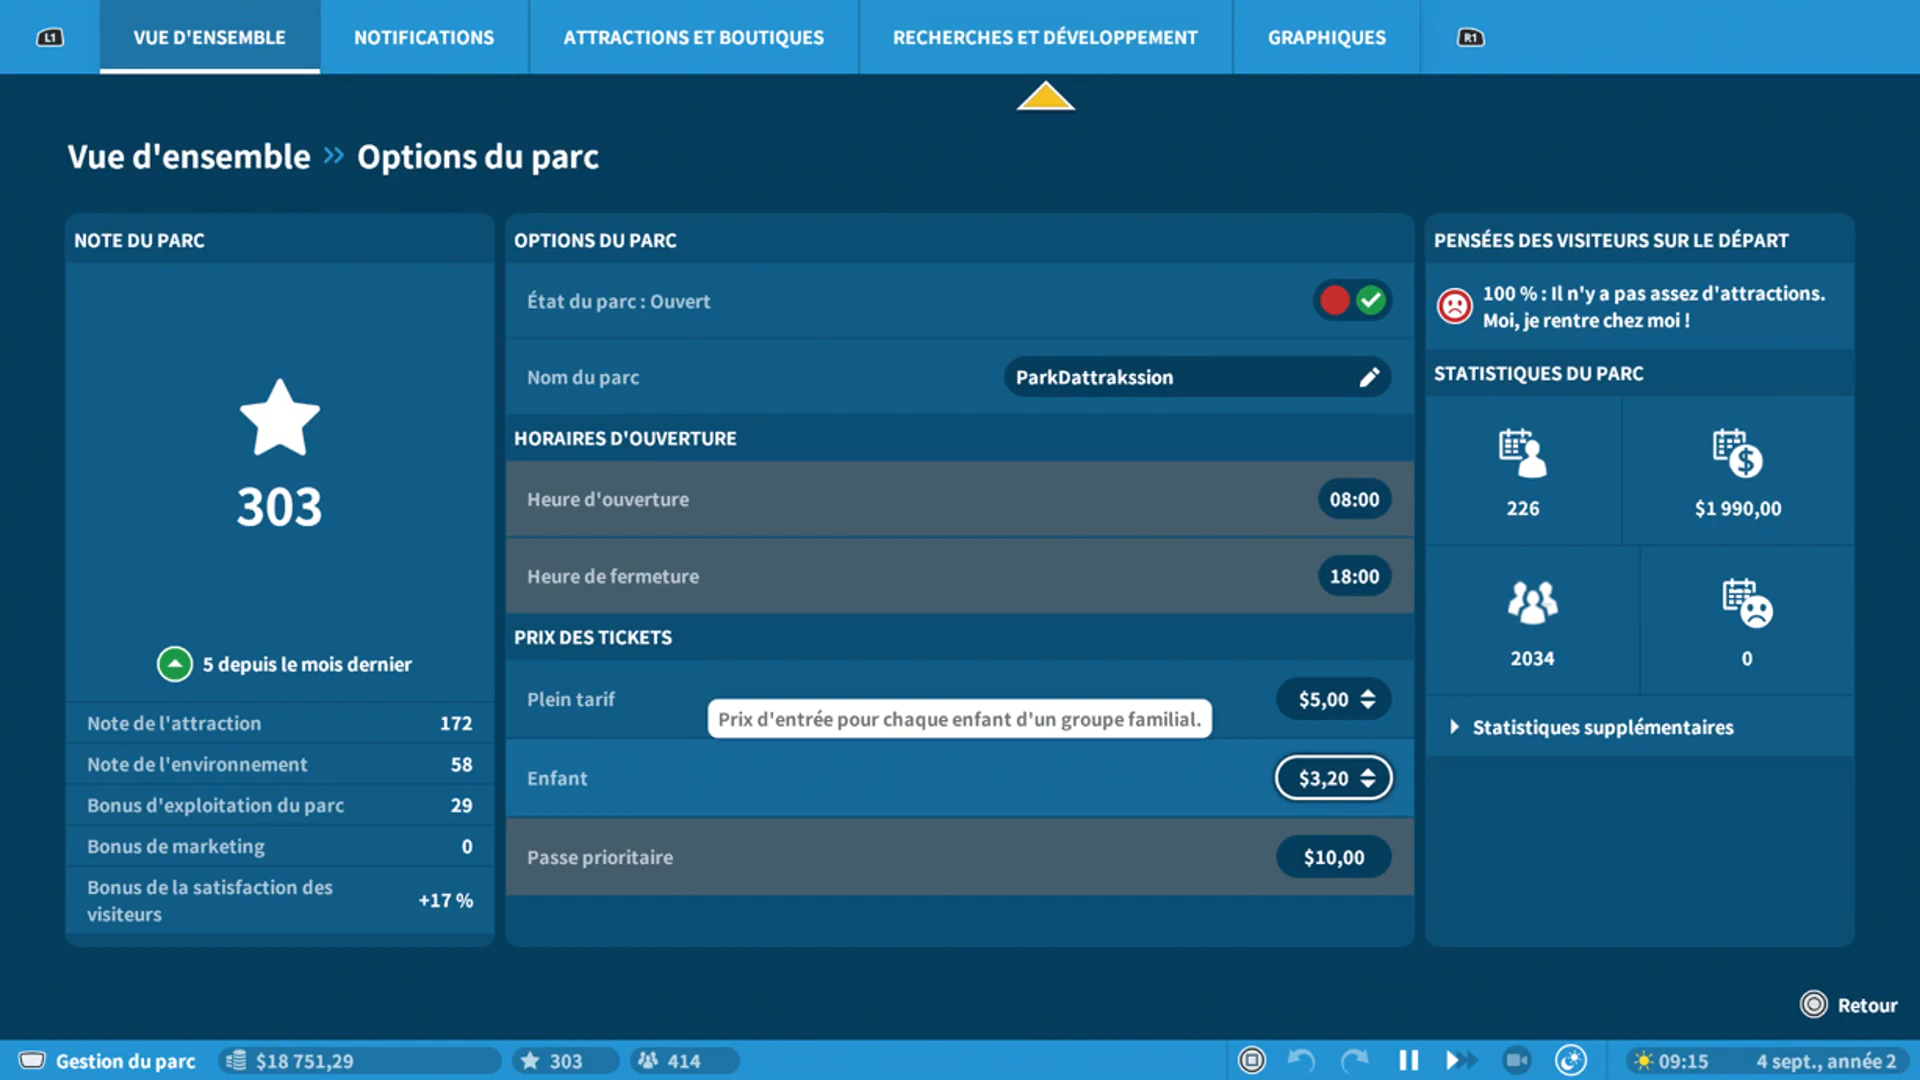 L1
VUE D'ENSEMBLE
NOTIFICATIONS
ATTRACTIONS ET BOUTIQUES
RECHERCHES ET DÉVELOPPEMENT
GRAPHIQUES
R1
Vue d'ensemble » Options du parc
NOTE DU PARC
303
5 depuis le mois dernier
Note de l'attraction 172
Note de l'environnement 58
Bonus d'exploitation du parc 29
Bonus de marketing 0
Bonus de la satisfaction des
visiteurs +17 %
OPTIONS DU PARC
État du parc : Ouvert
Nom du parc ParkDattrakssion
HORAIRES D'OUVERTURE
Heure d'ouverture 08:00
Heure de fermeture 18:00
PRIX DES TICKETS
Plein tarif $5,00
Prix d'entrée pour chaque enfant d'un groupe familial.
Enfant $3,20
Passe prioritaire $10,00
PENSÉES DES VISITEURS SUR LE DÉPART
100 % : Il n'y a pas assez d'attractions.
Moi, je rentre chez moi !
STATISTIQUES DU PARC
226
$1 990,00
2034
0
Statistiques supplémentaires
Retour
Gestion du parc
$18 751,29
303
414
09:15
4 sept., année 2